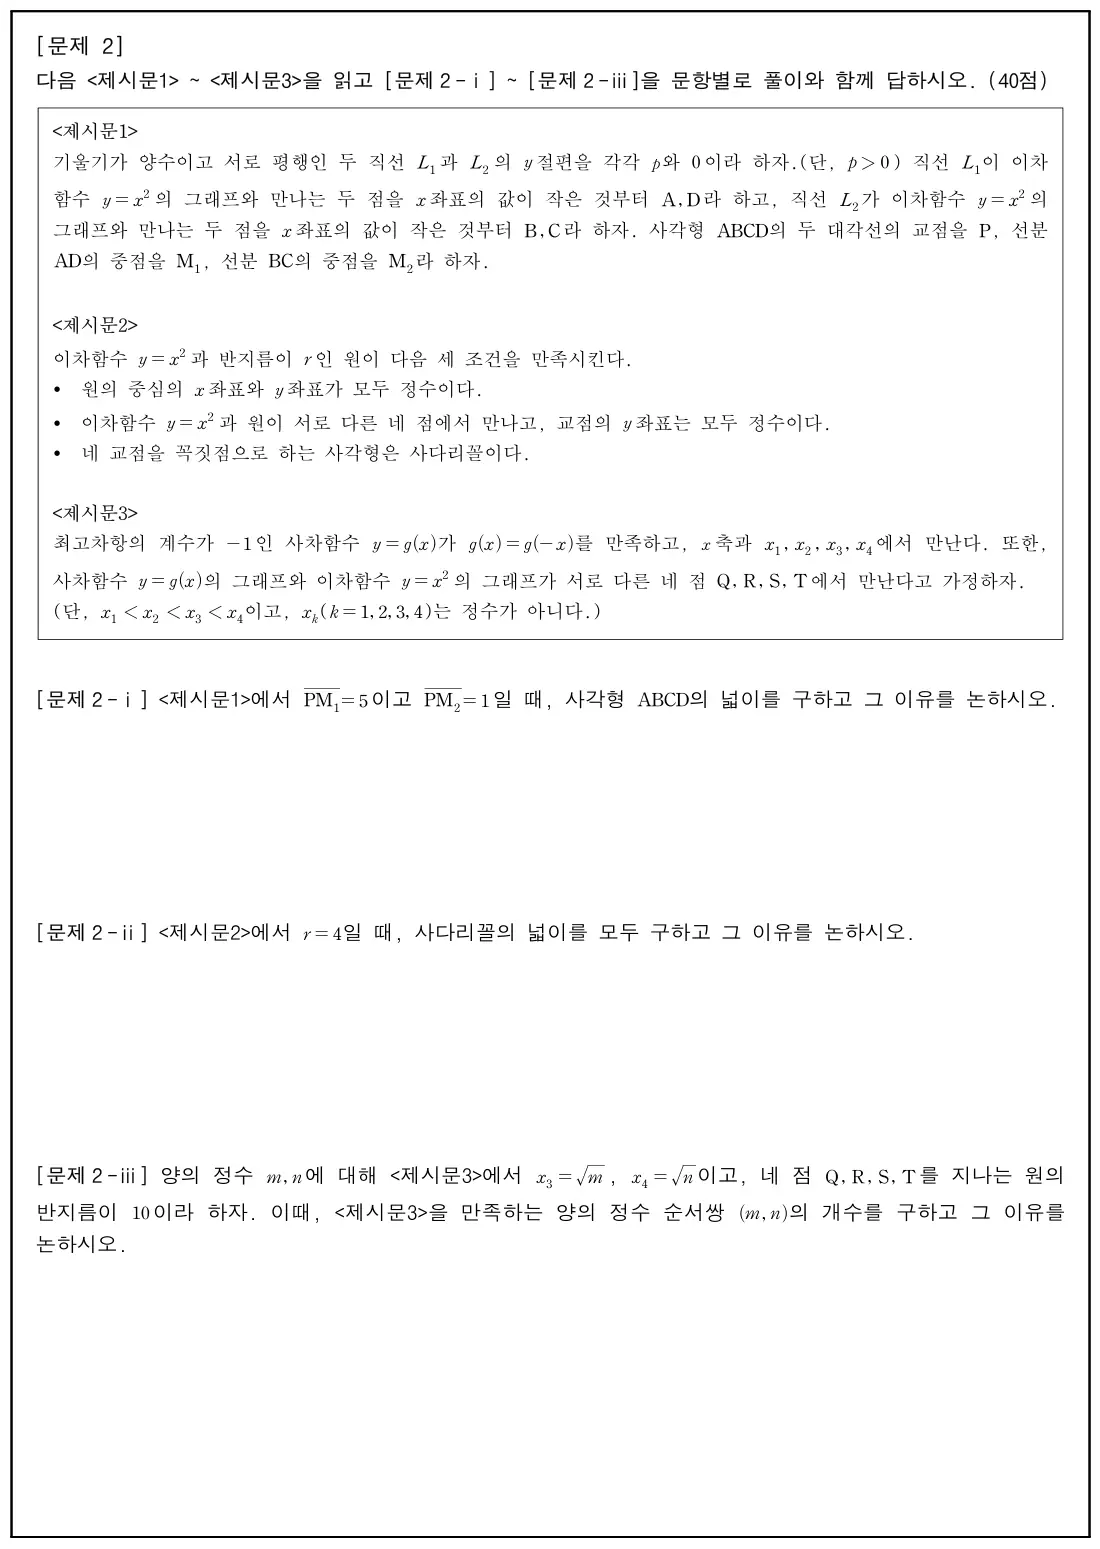 [문제 2]
다음 <제시문1> ~ <제시문3>을 읽고 [문제 2-ⅰ] ~ [문제 2-ⅲ]을 문항별로 풀이와 함께 답하시오. (40점)
<제시문1>
기울기가 양수이고 서로 평행인 두 직선 L₁과 L₂의 y절편을 각각 p와 0이라 하자.(단, p>0) 직선 L₁이 이차
함수 y=x²의 그래프와 만나는 두 점을 x좌표의 값이 작은 것부터 A, D라 하고, 직선 L₂가 이차함수 y=x²의
그래프와 만나는 두 점을 x좌표의 값이 작은 것부터 B, C라 하자. 사각형 ABCD의 두 대각선의 교점을 P, 선분
AD의 중점을 M₁, 선분 BC의 중점을 M₂라 하자.
<제시문2>
이차함수 y=x²과 반지름이 r인 원이 다음 세 조건을 만족시킨다.
• 원의 중심의 x좌표와 y좌표가 모두 정수이다.
• 이차함수 y=x²과 원이 서로 다른 네 점에서 만나고, 교점의 y좌표는 모두 정수이다.
• 네 교점을 꼭짓점으로 하는 사각형은 사다리꼴이다.
<제시문3>
최고차항의 계수가 -1인 사차함수 y=g(x)가 g(x)=g(-x)를 만족하고, x축과 x₁, x₂, x₃, x₄에서 만난다. 또한,
사차함수 y=g(x)의 그래프와 이차함수 y=x²의 그래프가 서로 다른 네 점 Q, R, S, T에서 만난다고 가정하자.
(단, x₁<x₂<x₃<x₄이고, xₖ(k=1, 2, 3, 4)는 정수가 아니다.)
[문제 2-ⅰ] <제시문1>에서 P̅M̅₁=5이고 P̅M̅₂=1일 때, 사각형 ABCD의 넓이를 구하고 그 이유를 논하시오.
[문제 2-ⅱ] <제시문2>에서 r=4일 때, 사다리꼴의 넓이를 모두 구하고 그 이유를 논하시오.
[문제 2-ⅲ] 양의 정수 m, n에 대해 <제시문3>에서 x₃=√m, x₄=√n이고, 네 점 Q, R, S, T를 지나는 원의
반지름이 10이라 하자. 이때, <제시문3>을 만족하는 양의 정수 순서쌍 (m, n)의 개수를 구하고 그 이유를
논하시오.